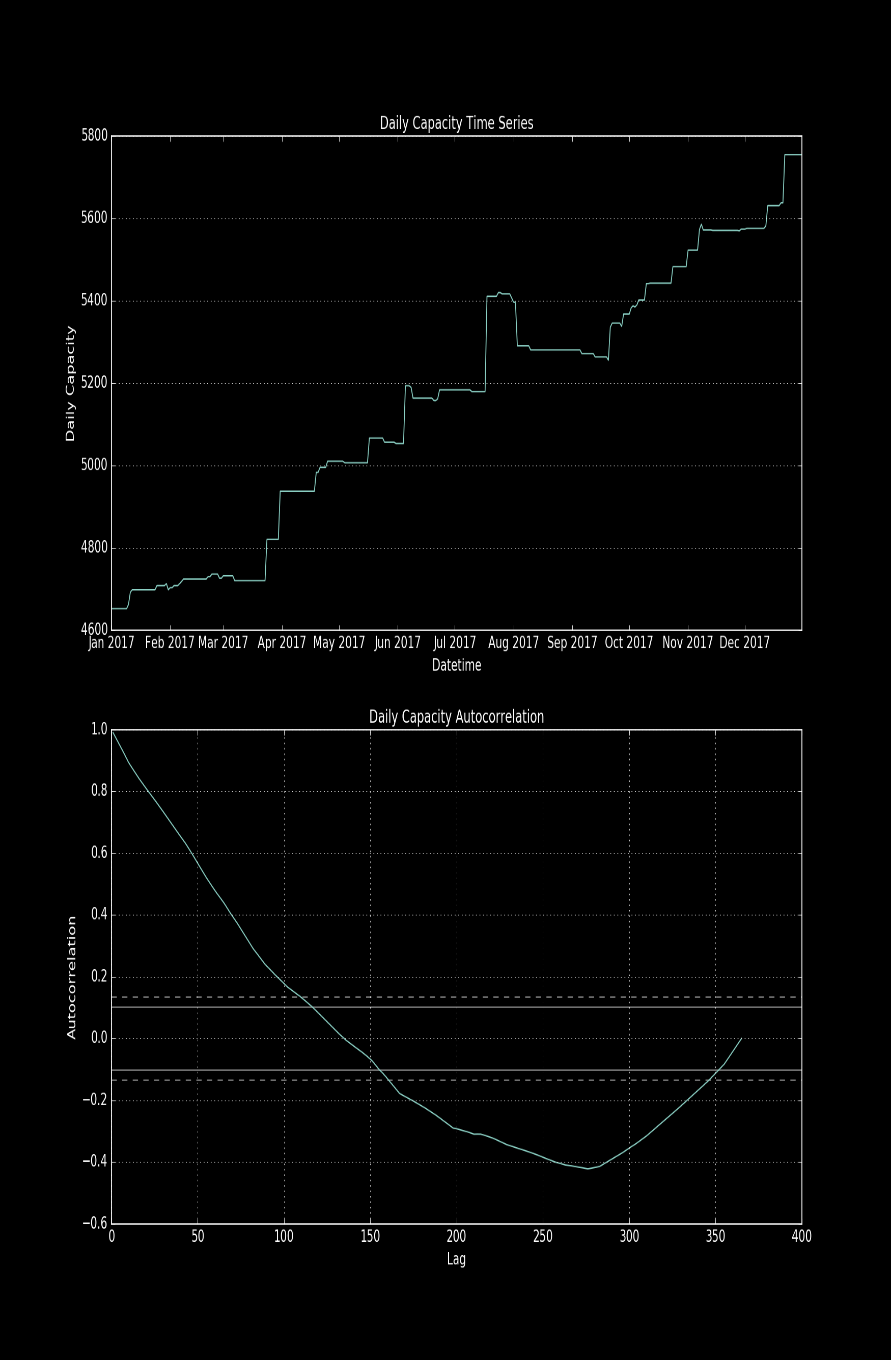 Daily Capacity Time Series
5800
5600
5400
5200
5000
4800
4600
Daily Capacity
Jan 2017 Feb 2017 Mar 2017 Apr 2017 May 2017 Jun 2017 Jul 2017 Aug 2017 Sep 2017 Oct 2017 Nov 2017 Dec 2017
Datetime
Daily Capacity Autocorrelation
1.0
0.8
0.6
0.4
0.2
0.0
−0.2
−0.4
−0.6
Autocorrelation
0 50 100 150 200 250 300 350 400
Lag